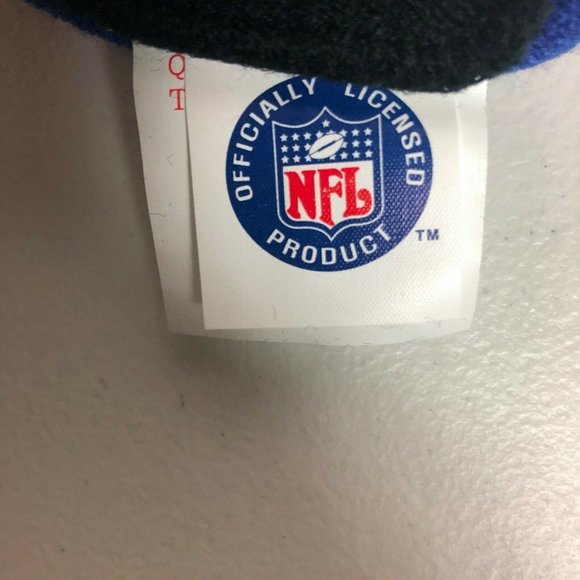 Q
T
OFFICIALLY LICENSED
NFL
PRODUCT
TM